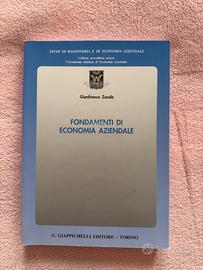 STUDI DI RAGIONERIA E DI ECONOMIA AZIENDALE
Collana accreditata presso
l'Accademia Italiana di Economia Aziendale
Gianfranco Zanda
FONDAMENTI DI
ECONOMIA AZIENDALE
G. GIAPPICHELLI EDITORE – TORINO